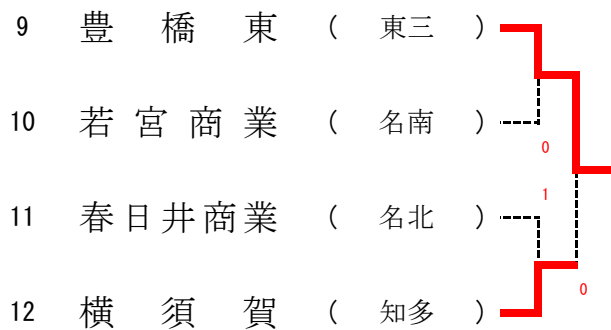 9 豊橋東 ( 東三 )
10 若宮商業 ( 名南 )
0
1
11 春日井商業 ( 名北 )
0
12 横須賀 ( 知多 )